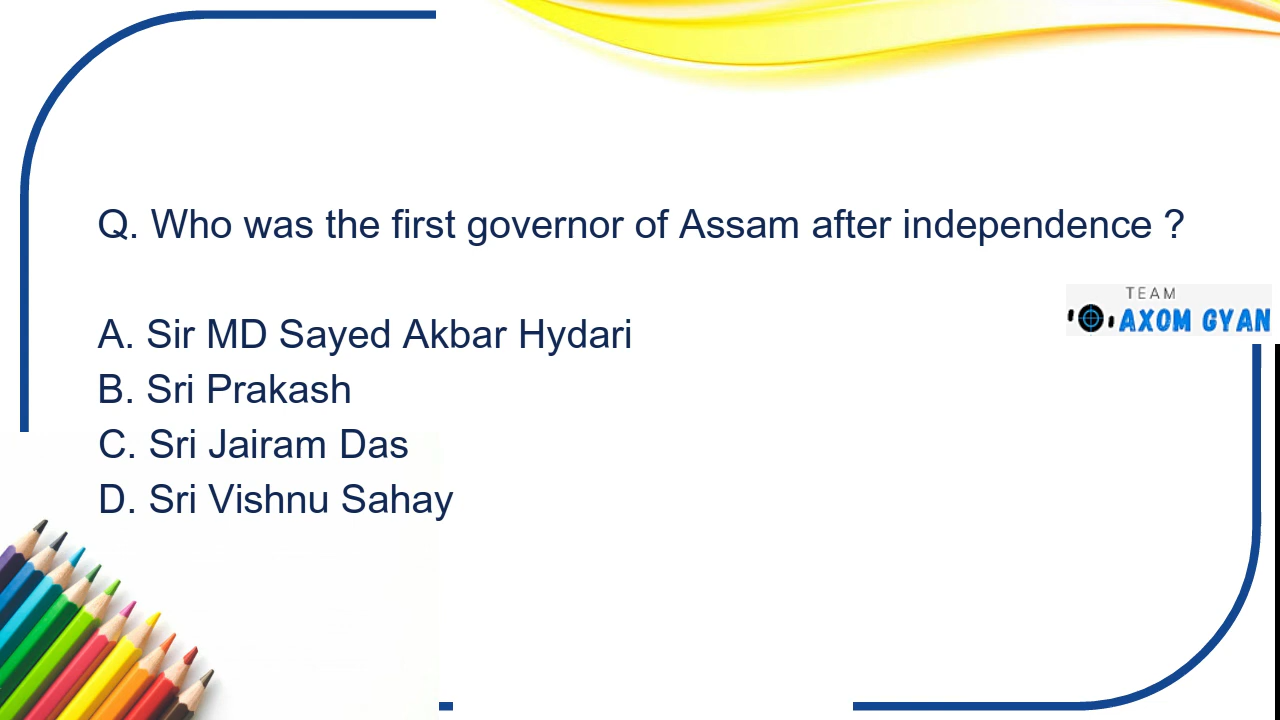 Q. Who was the first governor of Assam after independence ?
A. Sir MD Sayed Akbar Hydari
B. Sri Prakash
C. Sri Jairam Das
D. Sri Vishnu Sahay
TEAM
AXOM GYAN